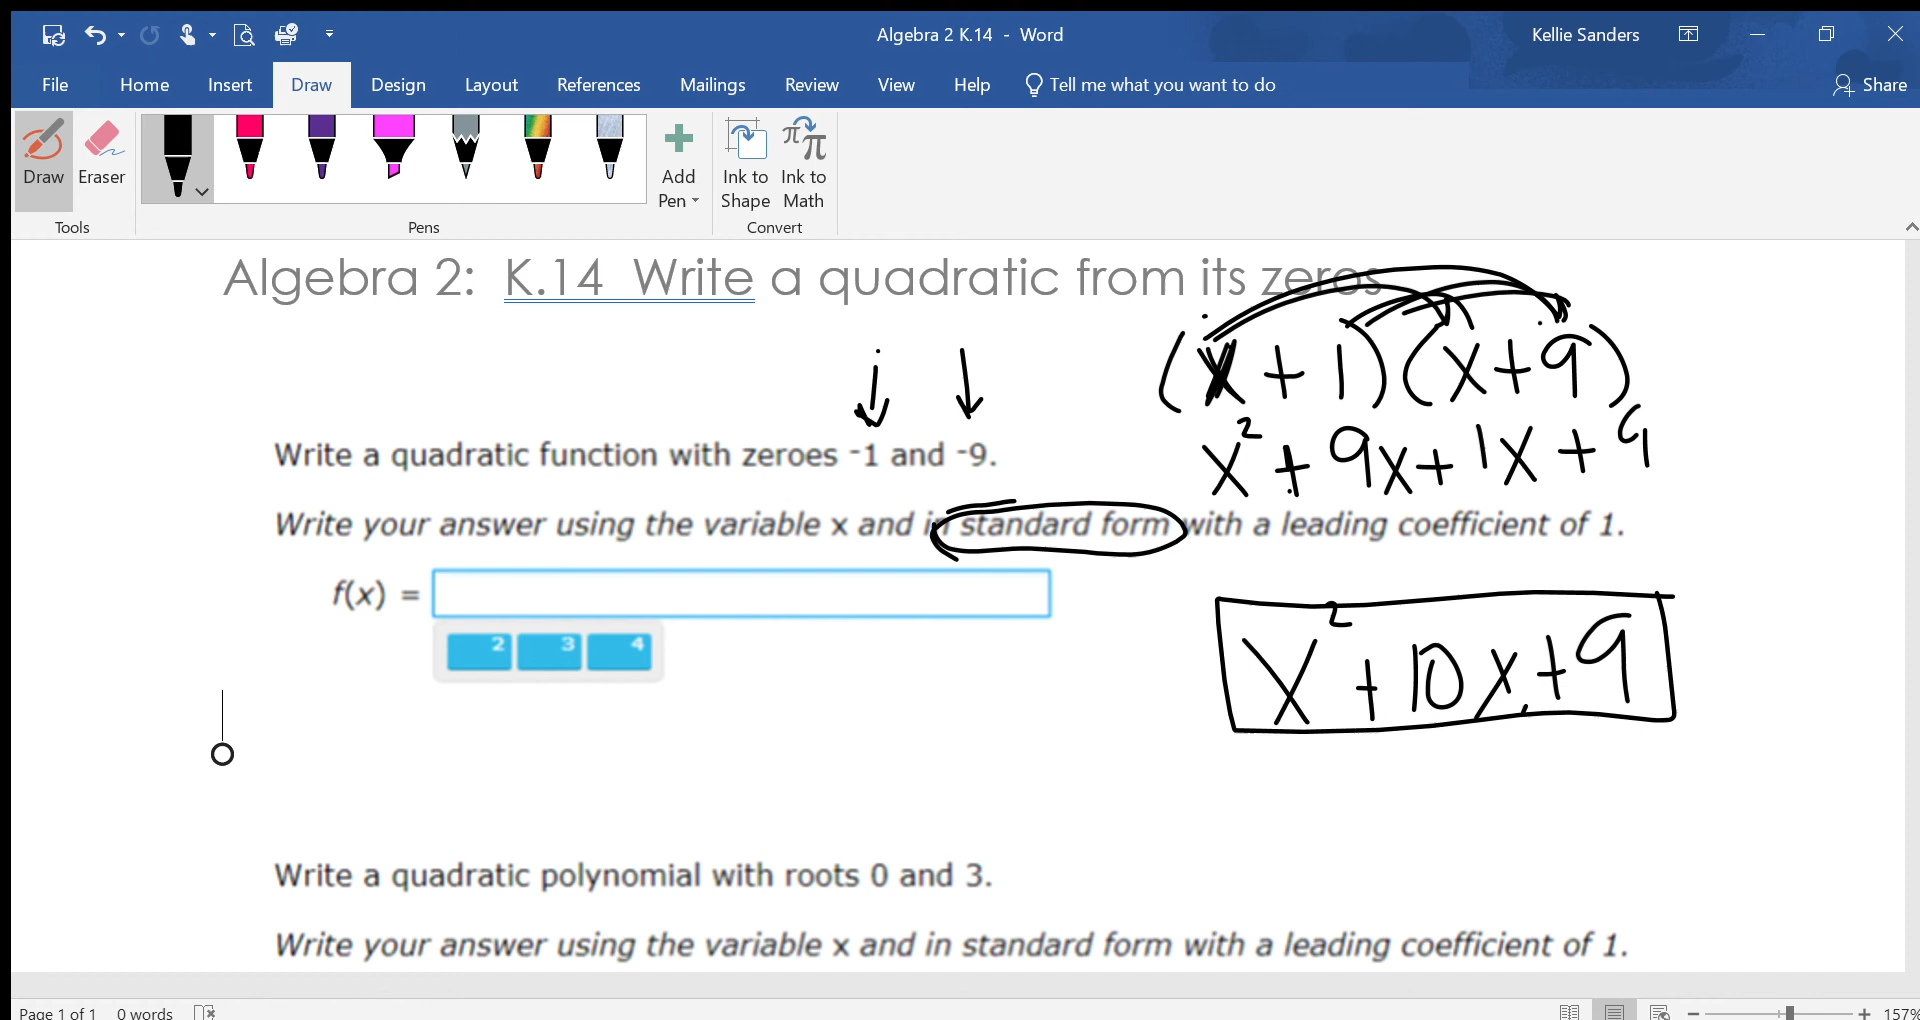 Algebra 2 K.14 - Word
Kellie Sanders
File Home Insert Draw Design Layout References Mailings Review View Help Tell me what you want to do Share
Draw Eraser Add Pen Ink to Shape Ink to Math
Tools Pens Convert
Algebra 2: K.14 Write a quadratic from its zeros
(x + 1)(x + 9)
x² + 9x + 1x + 9
Write a quadratic function with zeroes -1 and -9.
Write your answer using the variable x and in standard form with a leading coefficient of 1.
f(x) =
2 3 4
x² + 10x + 9
Write a quadratic polynomial with roots 0 and 3.
Write your answer using the variable x and in standard form with a leading coefficient of 1.
Page 1 of 1 0 words 157%